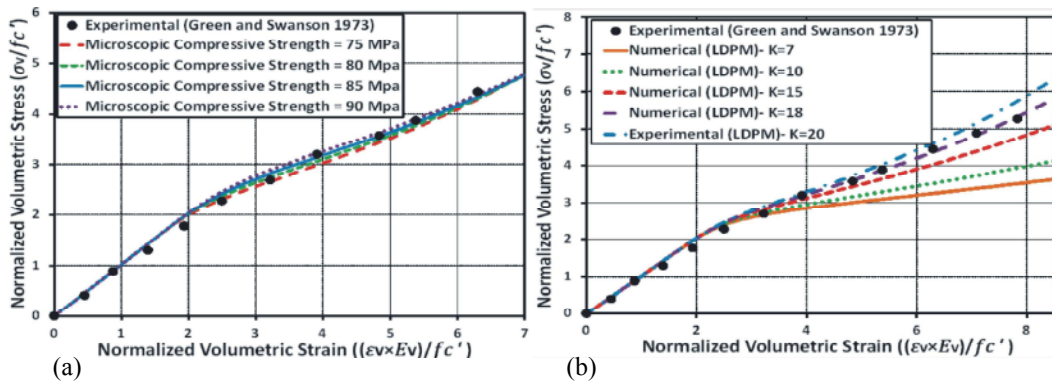 Experimental (Green and Swanson 1973)
Microscopic Compressive Strength = 75 MPa
Microscopic Compressive Strength = 80 Mpa
Microscopic Compressive Strength = 85 Mpa
Microscopic Compressive Strength = 90 Mpa
Normalized Volumetric Stress (σv/fc′)
6
5
4
3
2
1
0
0 1 2 3 4 5 6 7
Normalized Volumetric Strain ((εv×Ev)/fc′)
(a)
Experimental (Green and Swanson 1973)
Numerical (LDPM)- K=7
Numerical (LDPM)- K=10
Numerical (LDPM)- K=15
Numerical (LDPM)- K=18
Experimental (LDPM)- K=20
Normalized Volumetric Stress (σv/fc′)
8
7
6
5
4
3
2
1
0
0 2 4 6 8
Normalized Volumetric Strain ((εv×Ev)/fc′)
(b)